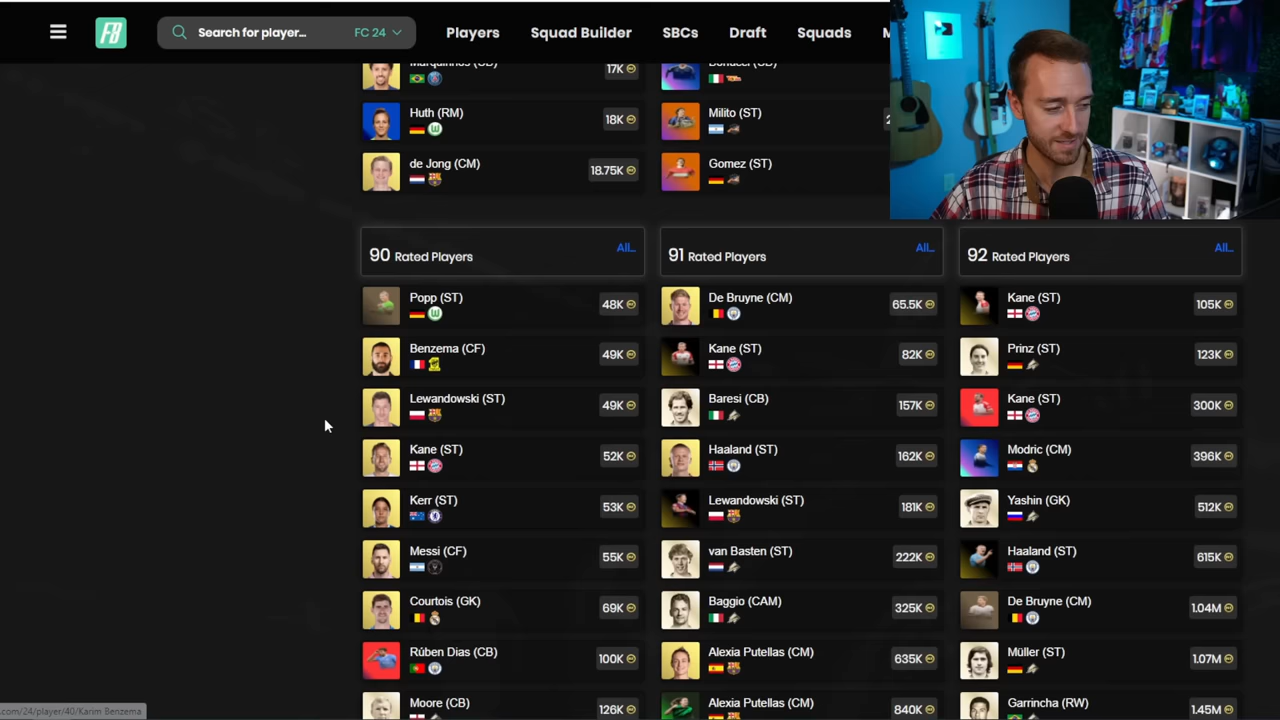 FB
Search for player...
FC 24
Players
Squad Builder
SBCs
Draft
Squads
M
Marquinhos (CB)
17K
Bonucci (CB)
Huth (RM)
18K
Milito (ST)
2
de Jong (CM)
18.75K
Gomez (ST)
90 Rated Players
All...
Popp (ST)
48K
Benzema (CF)
49K
Lewandowski (ST)
49K
Kane (ST)
52K
Kerr (ST)
53K
Messi (CF)
55K
Courtois (GK)
69K
Rúben Dias (CB)
100K
Moore (CB)
126K
91 Rated Players
All...
De Bruyne (CM)
65.5K
Kane (ST)
82K
Baresi (CB)
157K
Haaland (ST)
162K
Lewandowski (ST)
181K
van Basten (ST)
222K
Baggio (CAM)
325K
Alexia Putellas (CM)
635K
Alexia Putellas (CM)
840K
92 Rated Players
All...
Kane (ST)
105K
Prinz (ST)
123K
Kane (ST)
300K
Modric (CM)
396K
Yashin (GK)
512K
Haaland (ST)
615K
De Bruyne (CM)
1.04M
Müller (ST)
1.07M
Garrincha (RW)
1.45M
.com/24/player/40/Karim Benzema